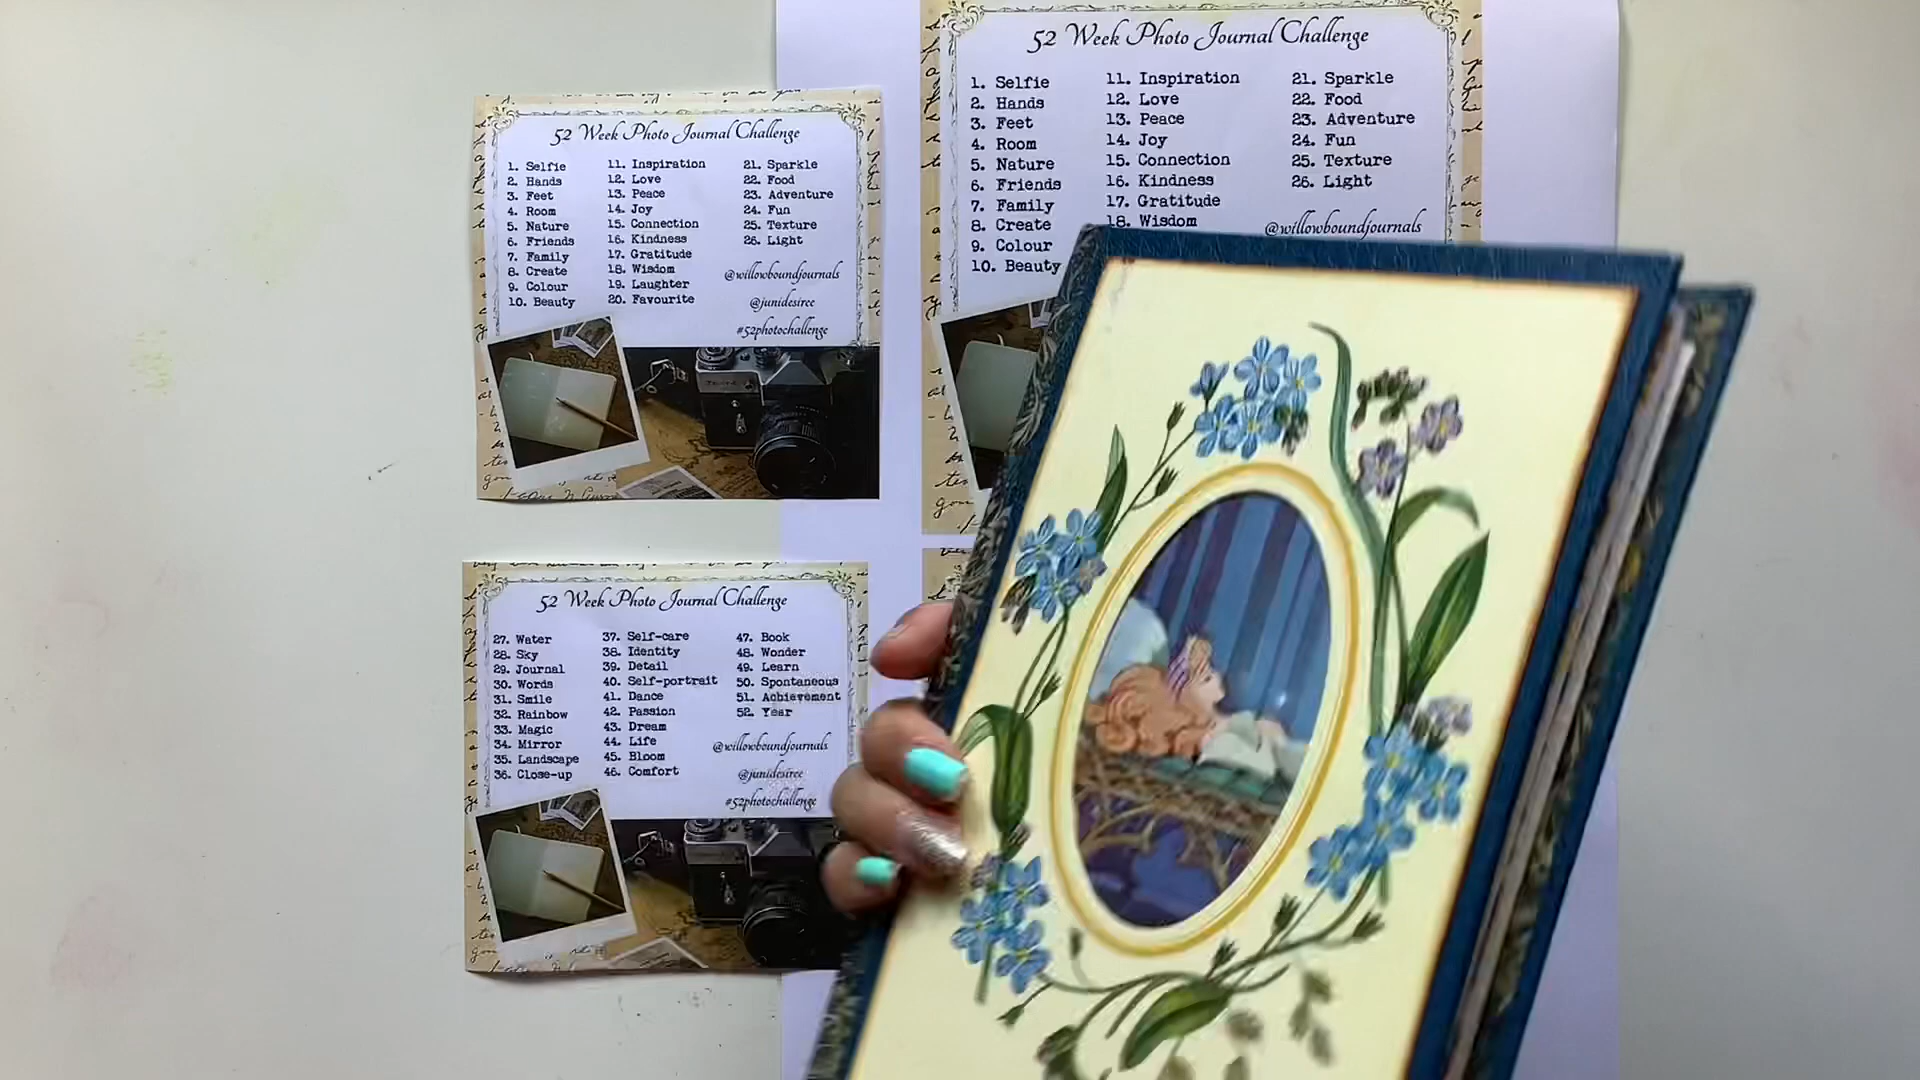 52 Week Photo Journal Challenge
1. Selfie
2. Hands
3. Feet
4. Room
5. Nature
6. Friends
7. Family
8. Create
9. Colour
10. Beauty
11. Inspiration
12. Love
13. Peace
14. Joy
15. Connection
16. Kindness
17. Gratitude
18. Wisdom
19. Laughter
20. Favourite
21. Sparkle
22. Food
23. Adventure
24. Fun
25. Texture
26. Light
@willowboundjournals
@junidesiree
#52photochallenge
52 Week Photo Journal Challenge
1. Selfie
2. Hands
3. Feet
4. Room
5. Nature
6. Friends
7. Family
8. Create
9. Colour
10. Beauty
11. Inspiration
12. Love
13. Peace
14. Joy
15. Connection
16. Kindness
17. Gratitude
18. Wisdom
21. Sparkle
22. Food
23. Adventure
24. Fun
25. Texture
26. Light
@willowboundjournals
52 Week Photo Journal Challenge
27. Water
28. Sky
29. Journal
30. Words
31. Smile
32. Rainbow
33. Magic
34. Mirror
35. Landscape
36. Close-up
37. Self-care
38. Identity
39. Detail
40. Self-portrait
41. Dance
42. Passion
43. Dream
44. Life
45. Bloom
46. Comfort
47. Book
48. Wonder
49. Learn
50. Spontaneous
51. Achievement
52. Year
@willowboundjournals
@junidesiree
#52photochallenge